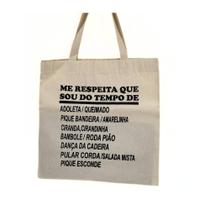 ME RESPEITA QUE
SOU DO TEMPO DE
ADOLETA / QUEIMADO
PIQUE BANDEIRA / AMARELINHA
CIRANDA, CIRANDINHA
BAMBOLE / RODA PIÃO
DANÇA DA CADEIRA
PULAR CORDA /SALADA MISTA
PIQUE ESCONDE